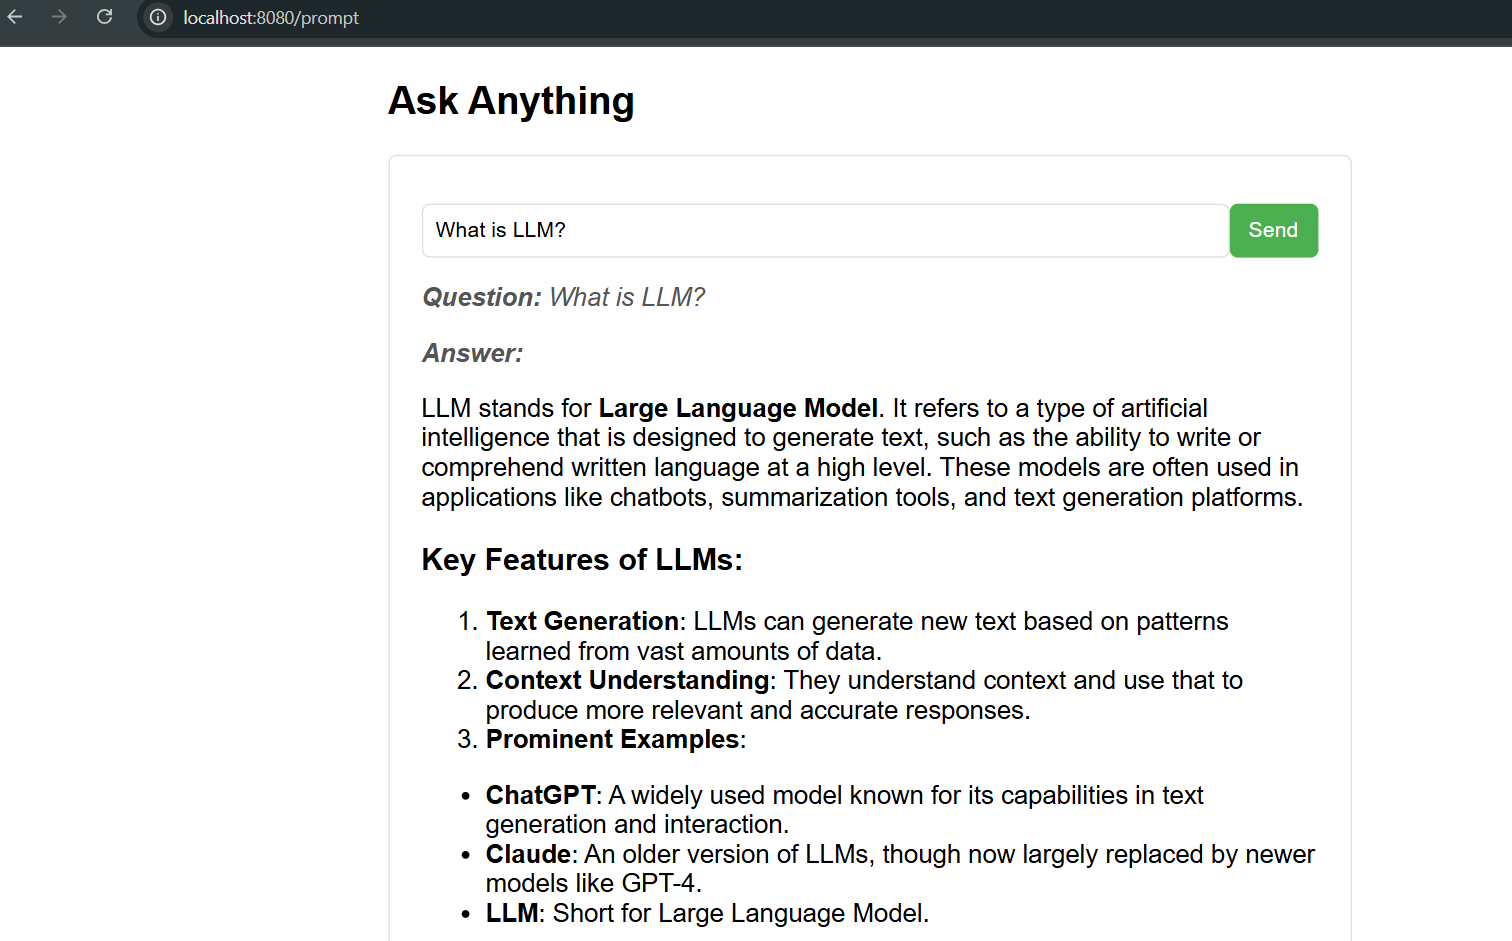 localhost:8080/prompt
Ask Anything
What is LLM?
Send
Question: What is LLM?
Answer:
LLM stands for Large Language Model. It refers to a type of artificial
intelligence that is designed to generate text, such as the ability to write or
comprehend written language at a high level. These models are often used in
applications like chatbots, summarization tools, and text generation platforms.
Key Features of LLMs:
1. Text Generation: LLMs can generate new text based on patterns
learned from vast amounts of data.
2. Context Understanding: They understand context and use that to
produce more relevant and accurate responses.
3. Prominent Examples:
• ChatGPT: A widely used model known for its capabilities in text
generation and interaction.
• Claude: An older version of LLMs, though now largely replaced by newer
models like GPT-4.
• LLM: Short for Large Language Model.